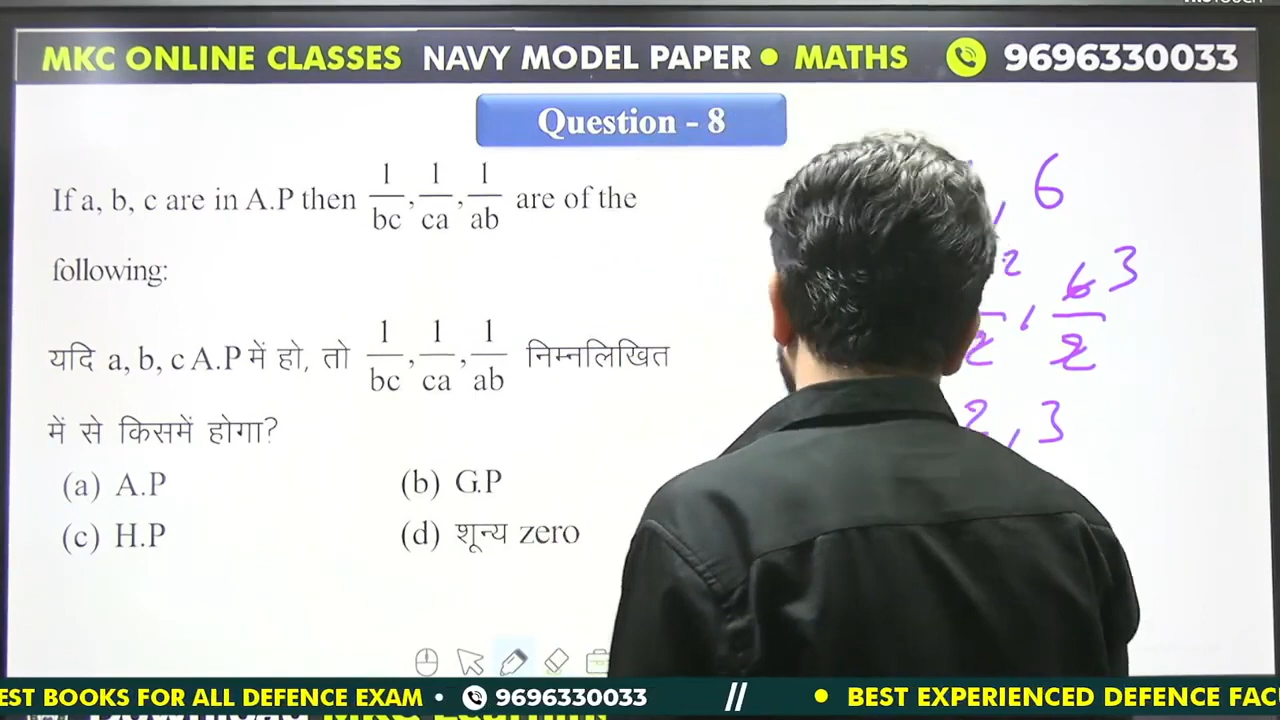 MKC ONLINE CLASSES NAVY MODEL PAPER • MATHS 9696330033
Question - 8
If a, b, c are in A.P then 1/bc, 1/ca, 1/ab are of the
following:
यदि a, b, c A.P में हो, तो 1/bc, 1/ca, 1/ab निम्नलिखित
में से किसमें होगा?
(a) A.P (b) G.P
(c) H.P (d) शून्य zero
, 6
2 , 6/2 3
2 , 3
EST BOOKS FOR ALL DEFENCE EXAM • 9696330033 // • BEST EXPERIENCED DEFENCE FAC